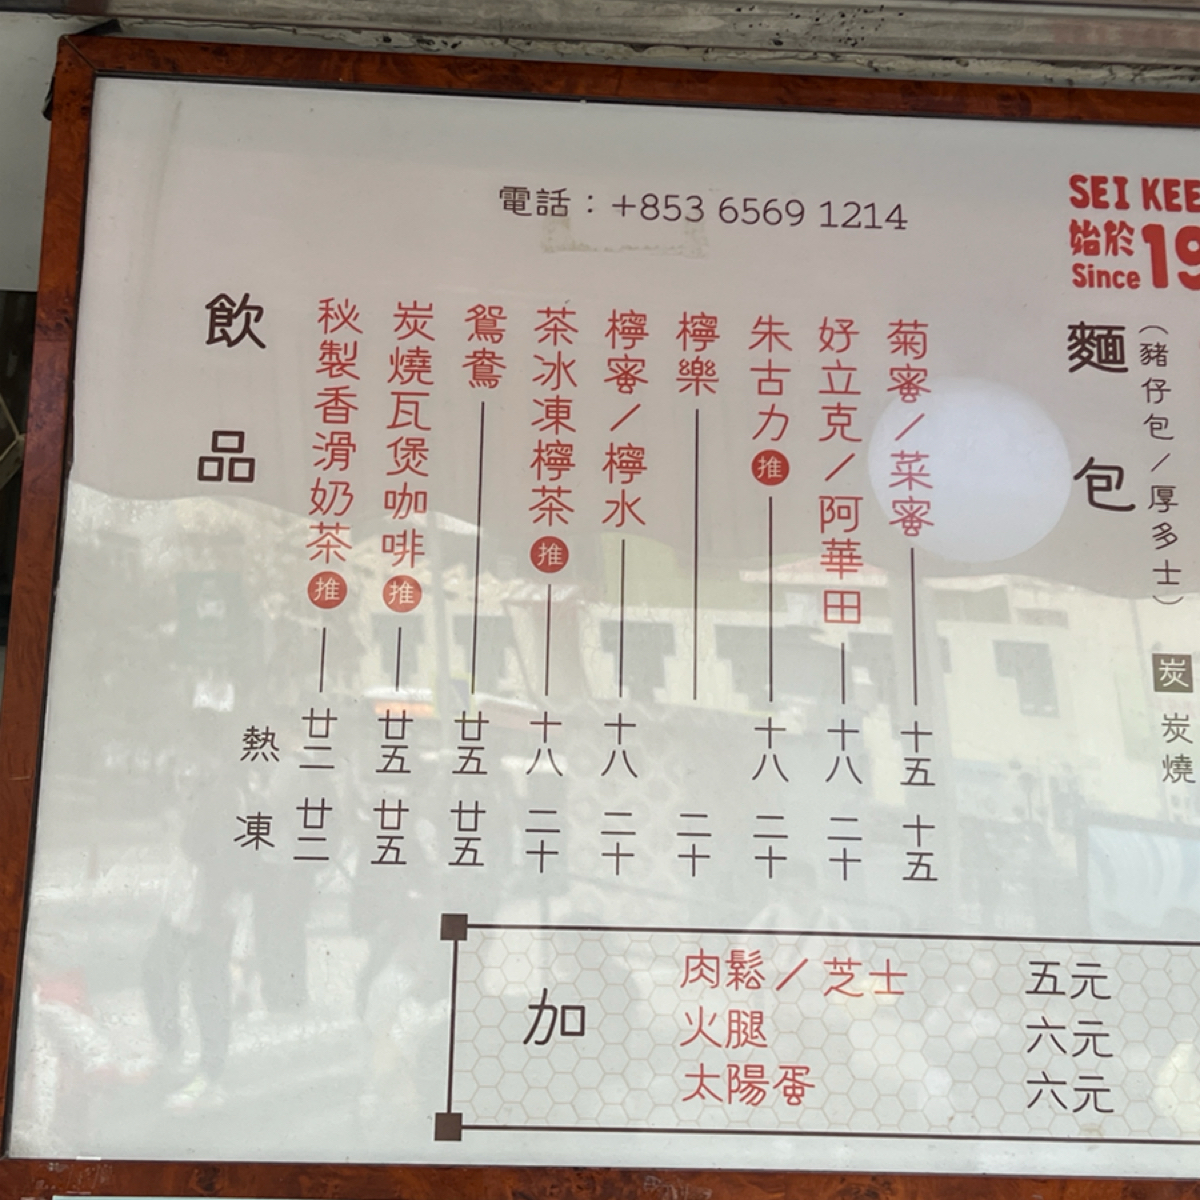 電話：+853 6569 1214
SEI KEE
始於
Since 19
飲品
秘製香滑奶茶 推
炭燒瓦煲咖啡 推
鴛鴦
茶冰凍檸茶 推
檸蜜／檸水
檸樂
朱古力 推
好立克／阿華田
菊蜜／菜蜜
熱 廿二 廿五 廿五 十八 十八 十八 十八 十五
凍 廿二 廿五 廿五 二十 二十 二十 二十 二十 十五
麵包
（豬仔包／厚多士）
炭
炭燒
加
肉鬆／芝士 五元
火腿 六元
太陽蛋 六元